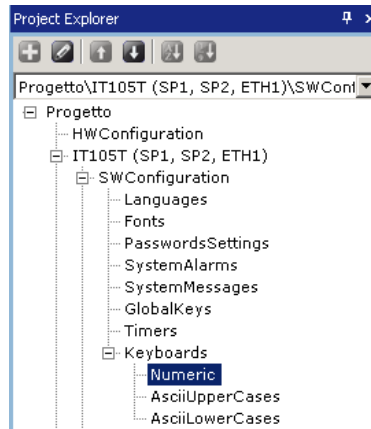 Project Explorer
Progetto\IT105T (SP1, SP2, ETH1)\SWConf
Progetto
HWConfiguration
IT105T (SP1, SP2, ETH1)
SWConfiguration
Languages
Fonts
PasswordsSettings
SystemAlarms
SystemMessages
GlobalKeys
Timers
Keyboards
Numeric
AsciiUpperCases
AsciiLowerCases